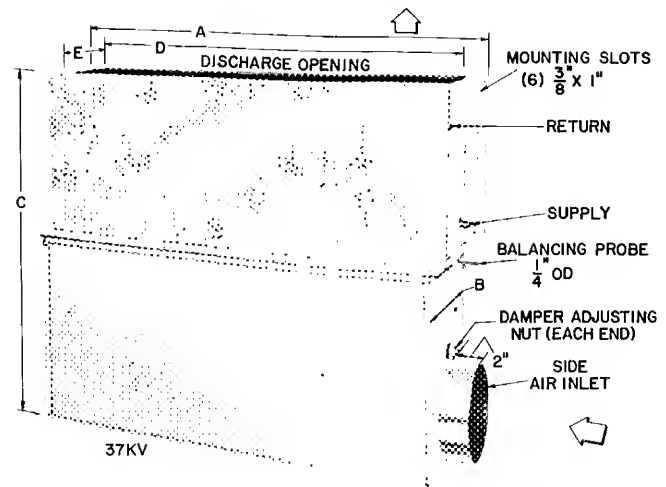 A
E
D
DISCHARGE OPENING
MOUNTING SLOTS
(6) 3/8" X 1"
RETURN
C
SUPPLY
BALANCING PROBE
1/4" OD
B
DAMPER ADJUSTING
NUT (EACH END)
2"
SIDE
AIR INLET
37KV